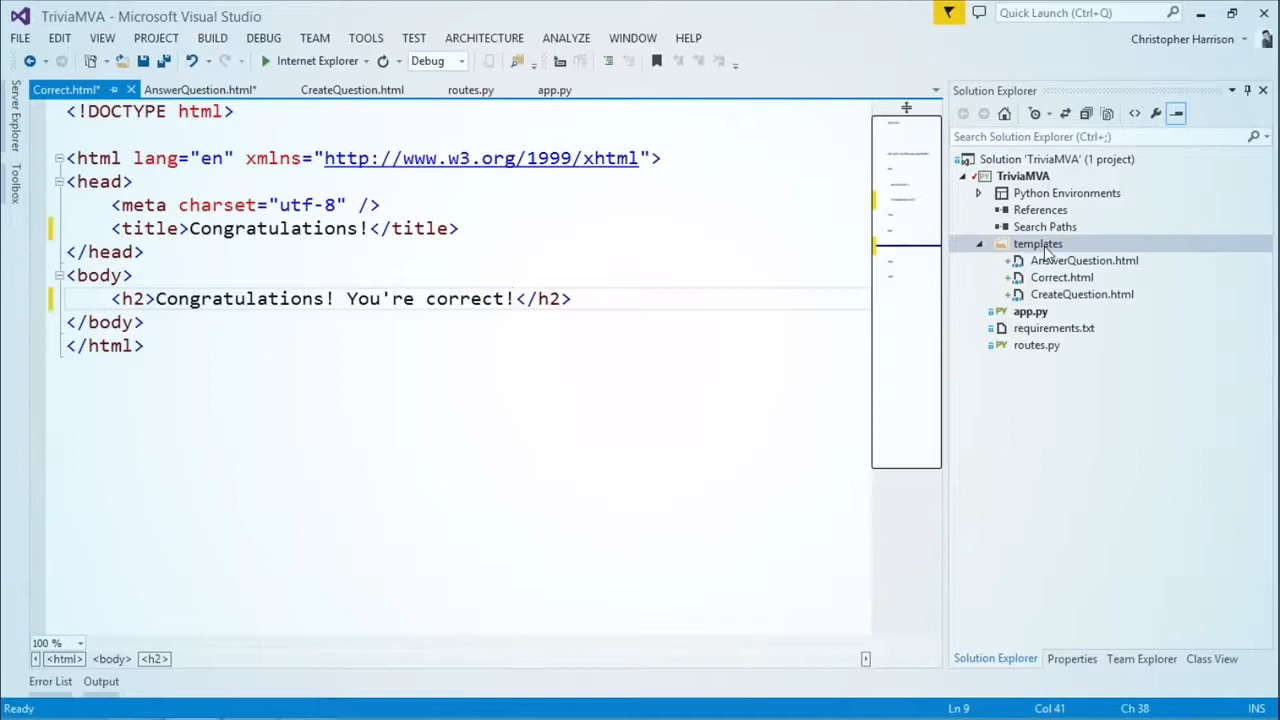 TriviaMVA - Microsoft Visual Studio
Quick Launch (Ctrl+Q)
FILE EDIT VIEW PROJECT BUILD DEBUG TEAM TOOLS TEST ARCHITECTURE ANALYZE WINDOW HELP
Christopher Harrison
Internet Explorer
Debug
Server Explorer
Toolbox
Correct.html* AnswerQuestion.html* CreateQuestion.html routes.py app.py
<!DOCTYPE html>
<html lang="en" xmlns="http://www.w3.org/1999/xhtml">
<head>
<meta charset="utf-8" />
<title>Congratulations!</title>
</head>
<body>
<h2>Congratulations! You're correct!</h2>
</body>
</html>
100 %
<html> <body> <h2>
Error List Output
Solution Explorer
Search Solution Explorer (Ctrl+;)
Solution 'TriviaMVA' (1 project)
TriviaMVA
Python Environments
References
Search Paths
templates
AnswerQuestion.html
Correct.html
CreateQuestion.html
PY app.py
requirements.txt
PY routes.py
Solution Explorer Properties Team Explorer Class View
Ready Ln 9 Col 41 Ch 38 INS